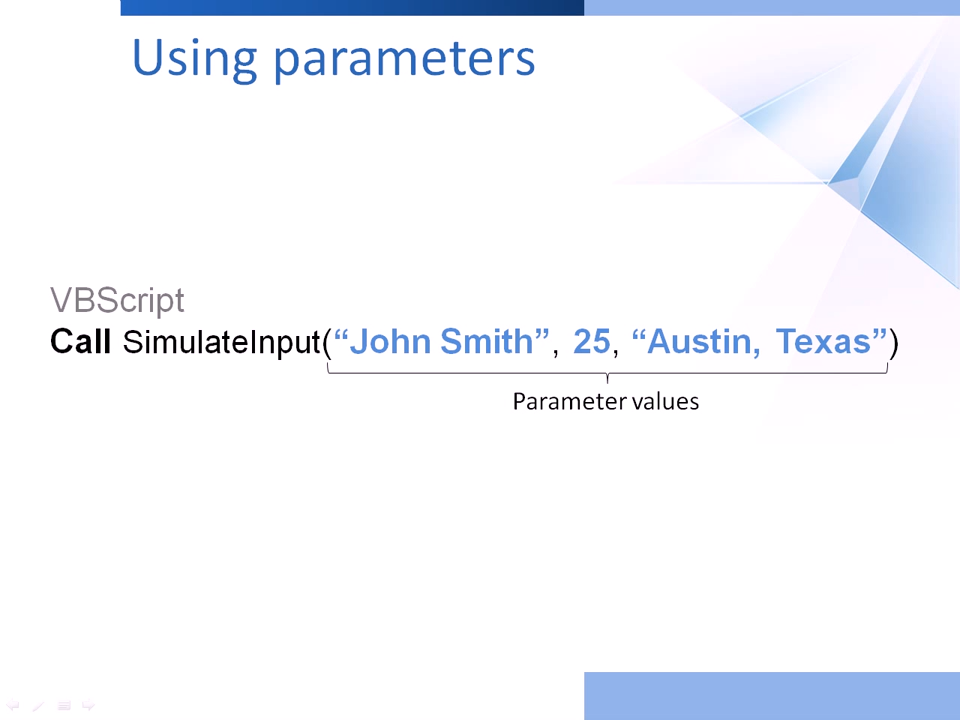 Using parameters
VBScript
Call SimulateInput(“John Smith”, 25, “Austin, Texas”)
Parameter values